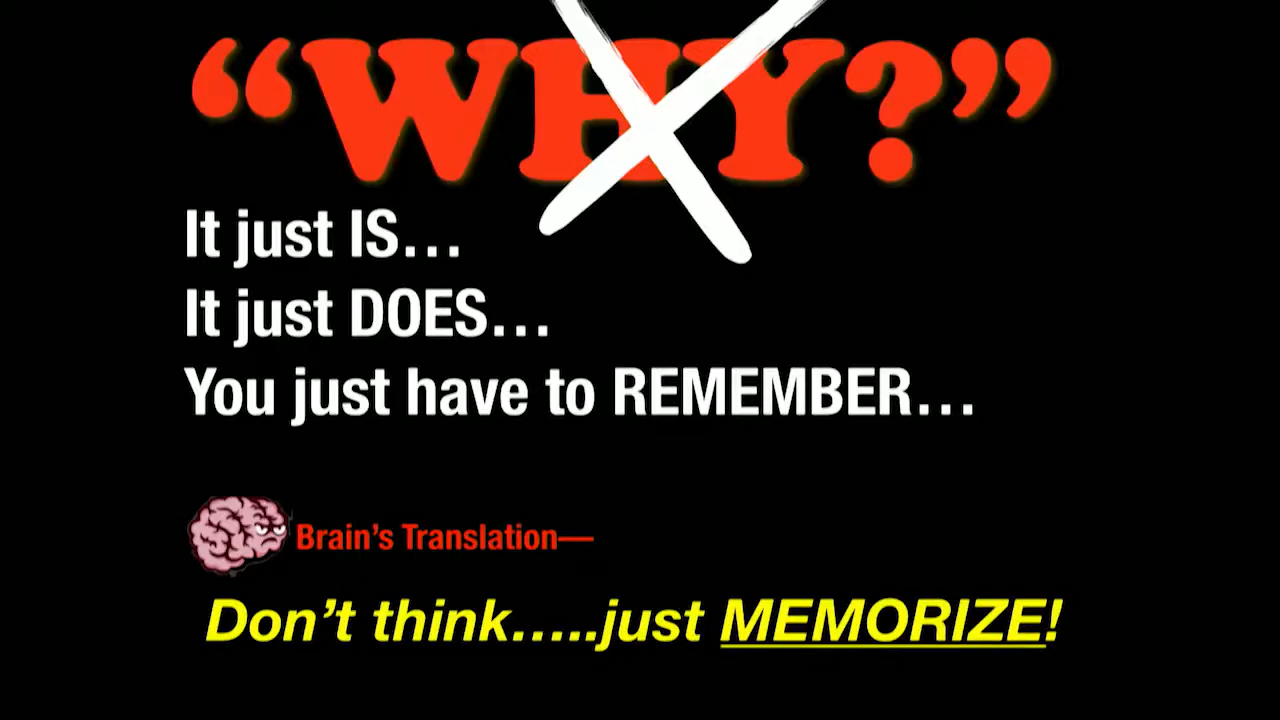 “WHY?”
It just IS…
It just DOES…
You just have to REMEMBER…
Brain’s Translation—
Don’t think…..just MEMORIZE!